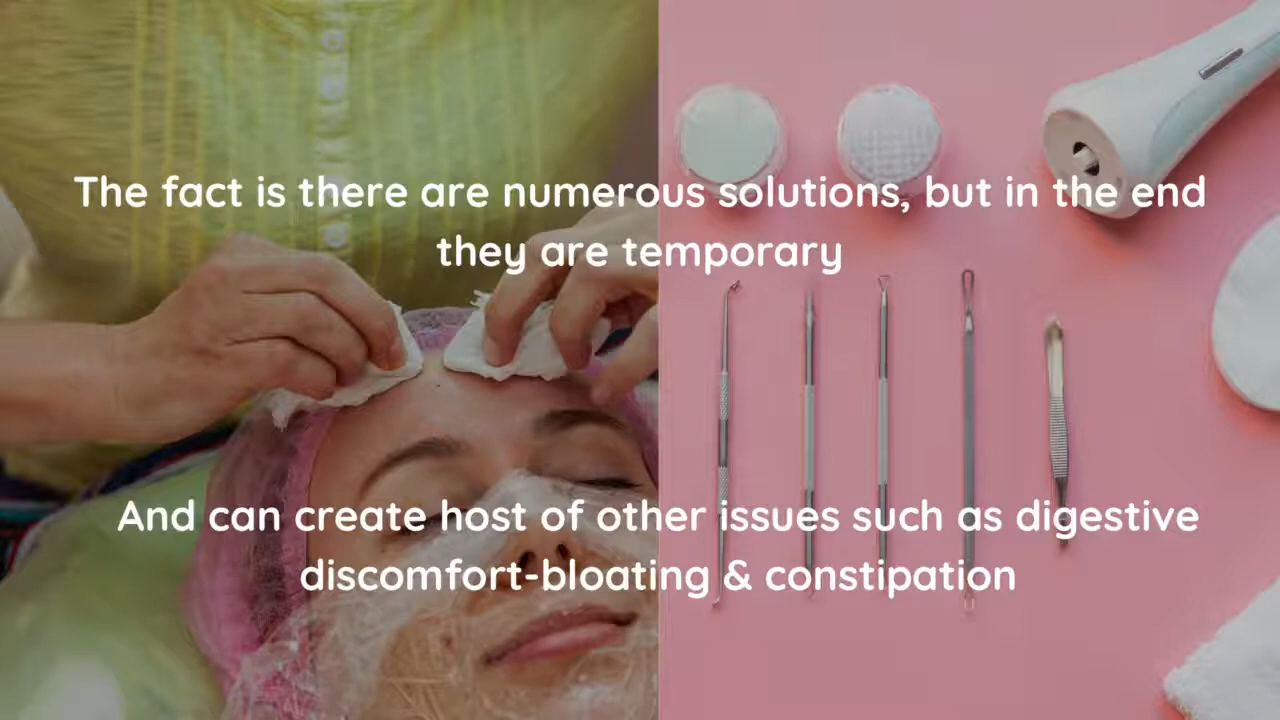 The fact is there are numerous solutions, but in the end
they are temporary
And can create host of other issues such as digestive
discomfort-bloating & constipation